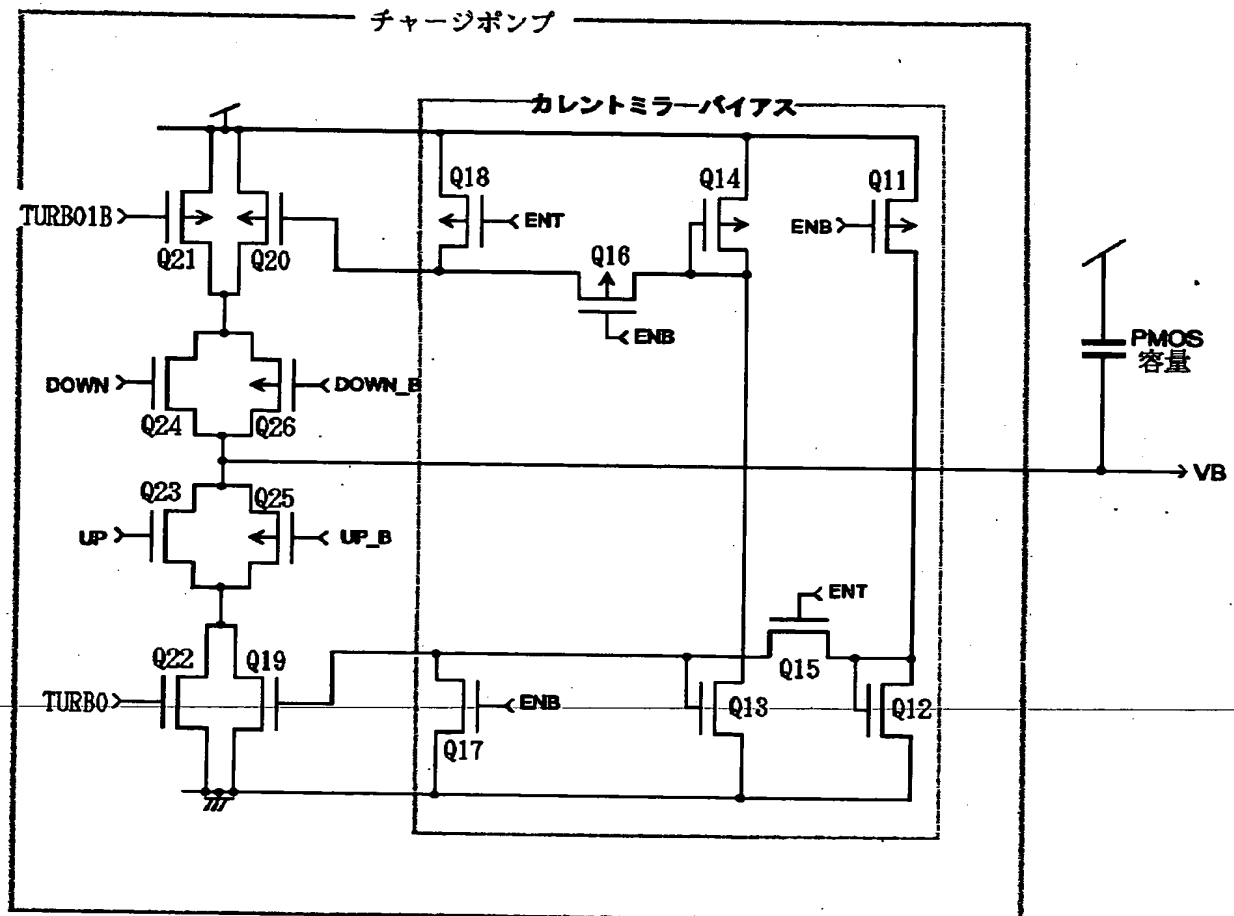 チャージポンプ
カレントミラーバイアス
Q18
Q14
Q11
TURBO1B
ENT
ENB
Q21
Q20
Q16
ENB
PMOS
容量
DOWN
DOWN_B
Q24
Q26
VB
Q23
Q25
UP
UP_B
ENT
Q22
Q19
Q15
TURBO
ENB
Q13
Q12
Q17